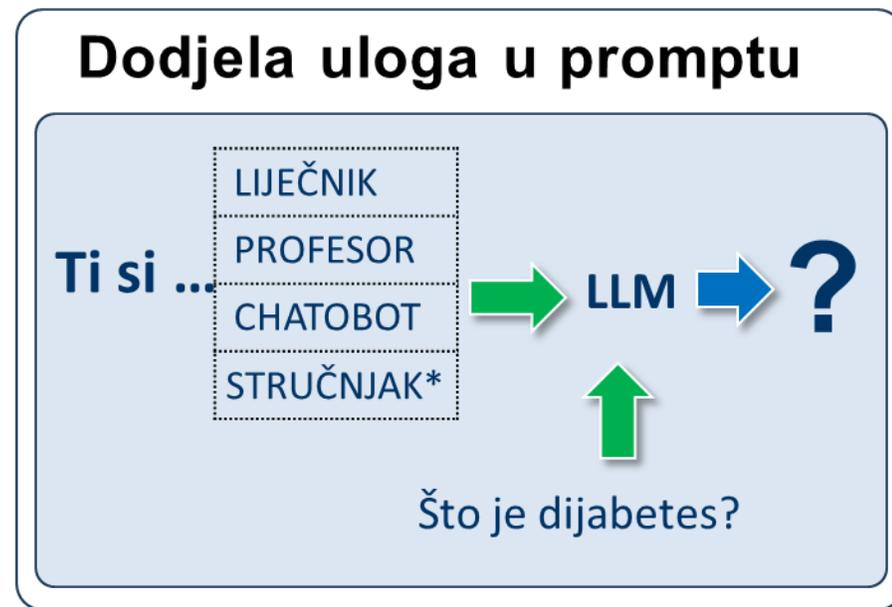 Dodjela uloga u promptu
Ti si ...
LIJEČNIK
PROFESOR
CHATOBOT
STRUČNJAK*
LLM
?
Što je dijabetes?